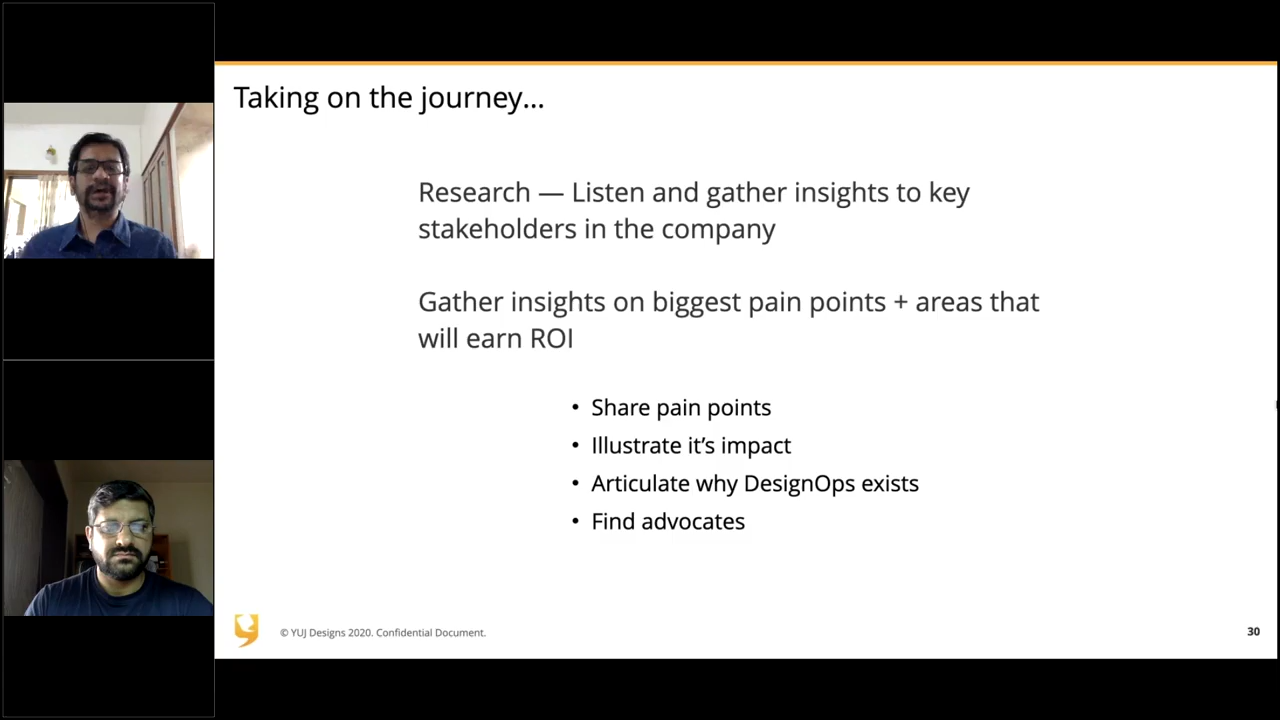 Taking on the journey...
Research — Listen and gather insights to key
stakeholders in the company
Gather insights on biggest pain points + areas that
will earn ROI
• Share pain points
• Illustrate it’s impact
• Articulate why DesignOps exists
• Find advocates
© YUJ Designs 2020. Confidential Document.
30